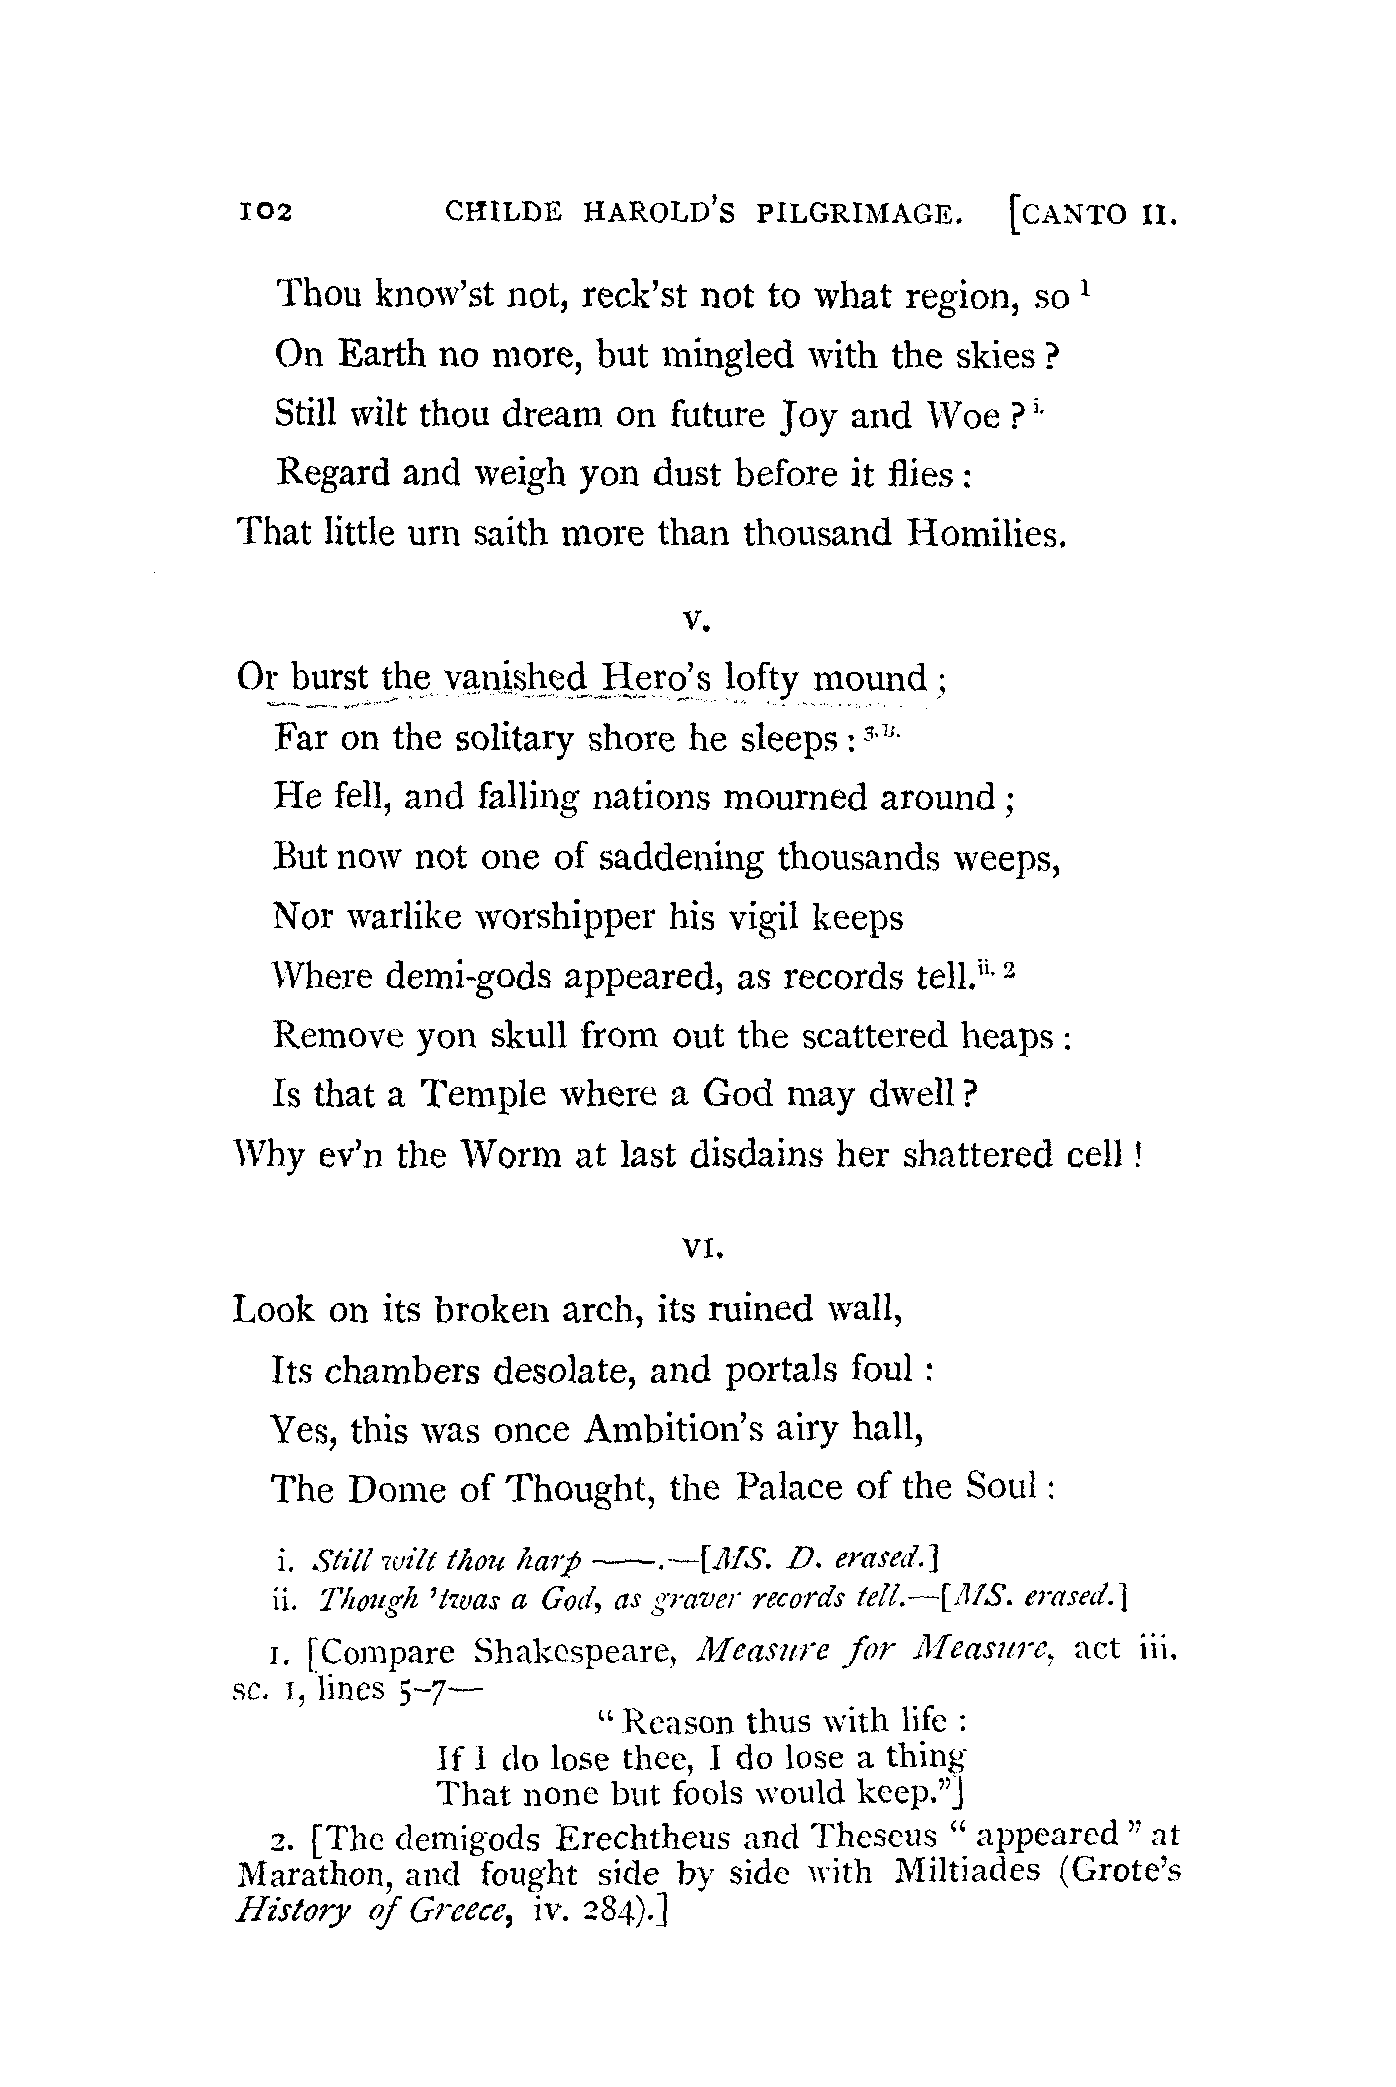 102 CHILDE HAROLD'S PILGRIMAGE. [CANTO II.
Thou know'st not, reck'st not to what region, so 1
On Earth no more, but mingled with the skies?
Still wilt thou dream on future Joy and Woe? i.
Regard and weigh yon dust before it flies:
That little urn saith more than thousand Homilies.
V.
Or burst the vanished Hero's lofty mound;
Far on the solitary shore he sleeps: 3.B.
He fell, and falling nations mourned around;
But now not one of saddening thousands weeps,
Nor warlike worshipper his vigil keeps
Where demi-gods appeared, as records tell. ii. 2
Remove yon skull from out the scattered heaps:
Is that a Temple where a God may dwell?
Why ev'n the Worm at last disdains her shattered cell!
VI.
Look on its broken arch, its ruined wall,
Its chambers desolate, and portals foul:
Yes, this was once Ambition's airy hall,
The Dome of Thought, the Palace of the Soul:
i. Still wilt thou harp ——.—[MS. D. erased.]
ii. Though 'twas a God, as graver records tell.—[MS. erased.]
1. [Compare Shakespeare, Measure for Measure, act iii.
sc. 1, lines 5-7—
"Reason thus with life:
If I do lose thee, I do lose a thing
That none but fools would keep."]
2. [The demigods Erechtheus and Theseus "appeared" at
Marathon, and fought side by side with Miltiades (Grote's
History of Greece, iv. 284).]